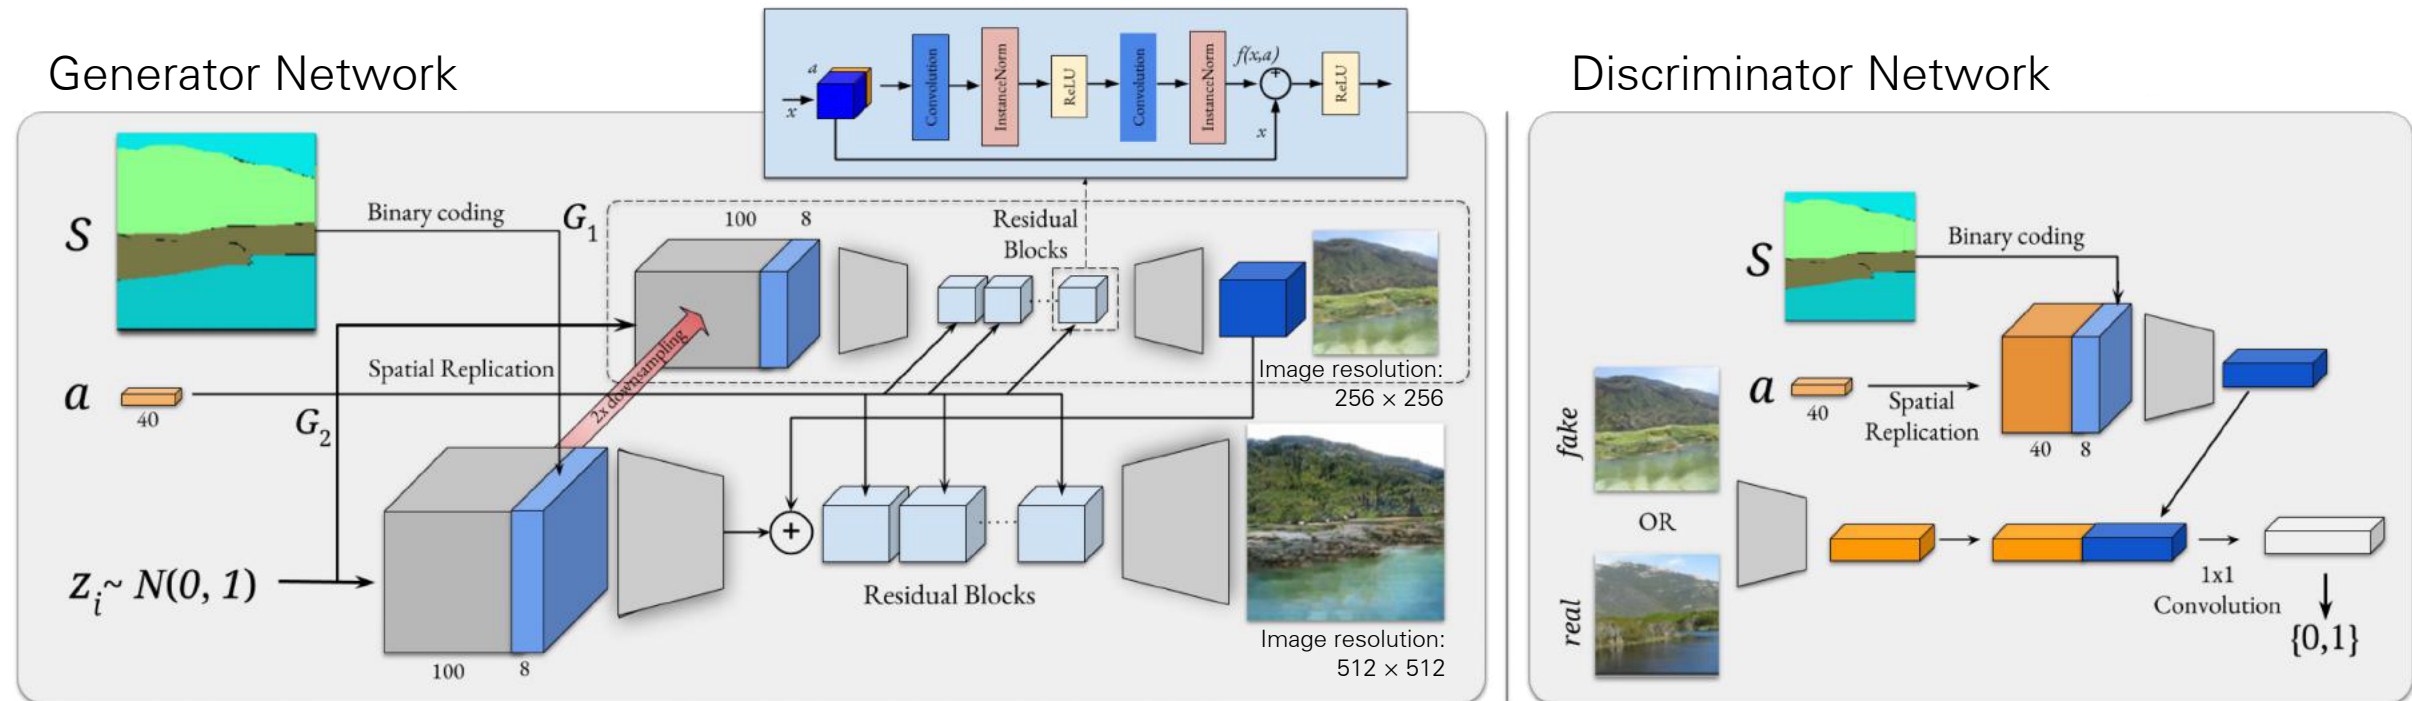 Generator Network
a
x
Convolution
InstanceNorm
ReLU
Convolution
InstanceNorm
f(x,a)
+
x
ReLU
S
Binary coding
G1
100
8
Residual
Blocks
Image resolution:
256 × 256
2x downsampling
Spatial Replication
a
40
G2
+
Residual Blocks
zi~ N(0, 1)
100
8
Image resolution:
512 × 512
Discriminator Network
S
Binary coding
a
40
Spatial
Replication
40
8
fake
OR
real
1x1
Convolution
{0,1}